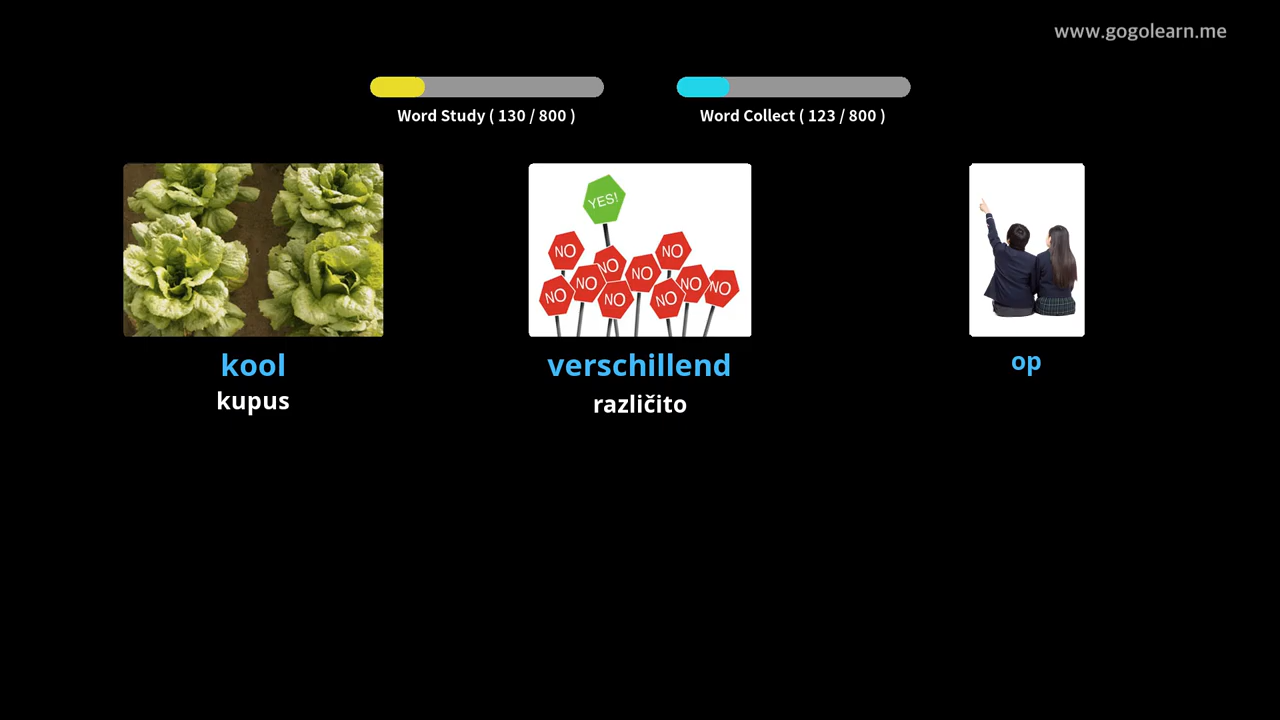 www.gogolearn.me
Word Study ( 130 / 800 )
Word Collect ( 123 / 800 )
YES!
NO
NO
NO
NO
NO
NO
NO
NO
NO
NO
kool
verschillend
op
kupus
različito